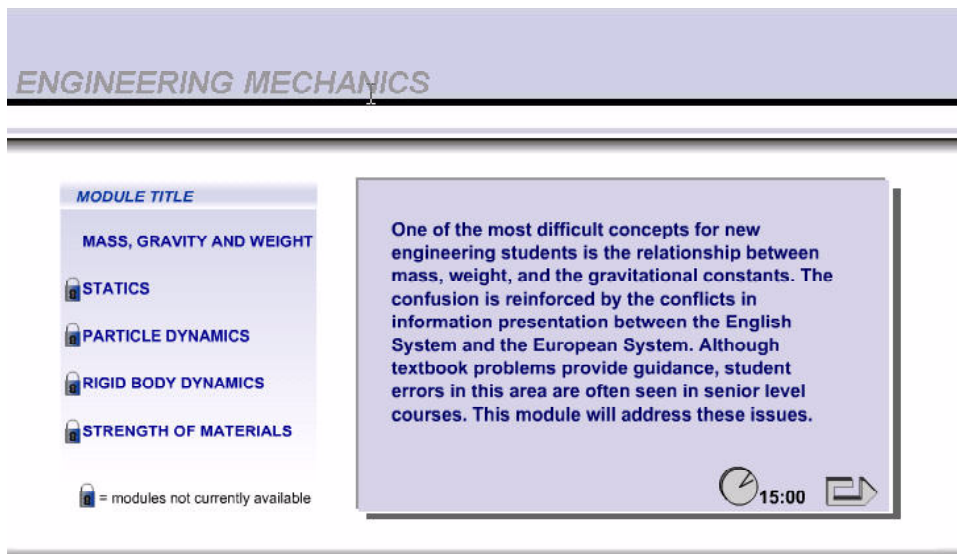 ENGINEERING MECHANICS
MODULE TITLE
MASS, GRAVITY AND WEIGHT
STATICS
PARTICLE DYNAMICS
RIGID BODY DYNAMICS
STRENGTH OF MATERIALS
= modules not currently available
One of the most difficult concepts for new
engineering students is the relationship between
mass, weight, and the gravitational constants. The
confusion is reinforced by the conflicts in
information presentation between the English
System and the European System. Although
textbook problems provide guidance, student
errors in this area are often seen in senior level
courses. This module will address these issues.
15:00